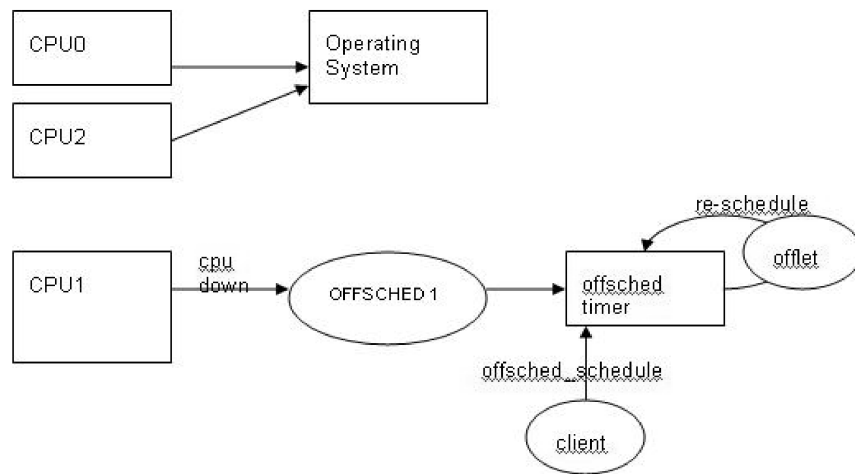 CPU0
Operating
System
CPU2
re-schedule
offlet
CPU1
cpu
down
OFFSCHED 1
offsched
timer
offsched_schedule
client